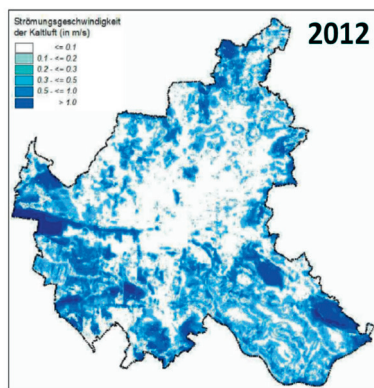 Strömungsgeschwindigkeit
der Kaltluft (in m/s)
<= 0.1
0.1 - <= 0.2
0.2 - <= 0.3
0.3 - <= 0.5
0.5 - <= 1.0
> 1.0
2012